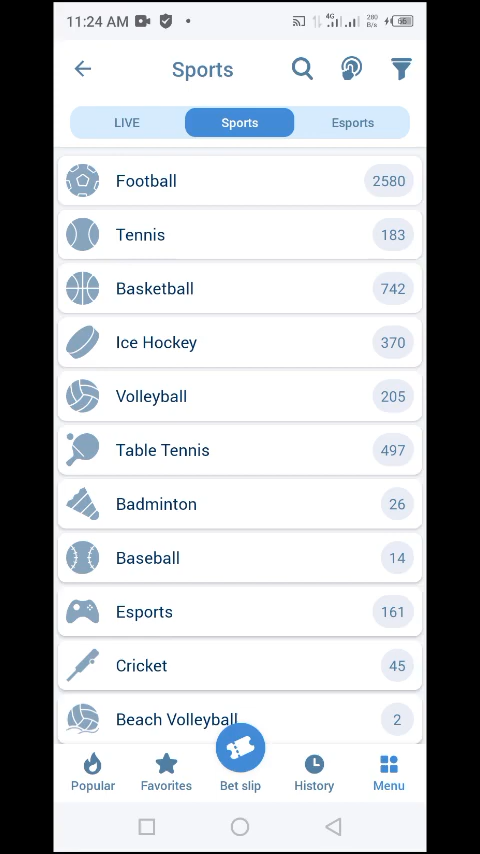 11:24 AM
4G
280 B/s
Sports
LIVE Sports Esports
Football 2580
Tennis 183
Basketball 742
Ice Hockey 370
Volleyball 205
Table Tennis 497
Badminton 26
Baseball 14
Esports 161
Cricket 45
Beach Volleyball 2
Popular Favorites Bet slip History Menu